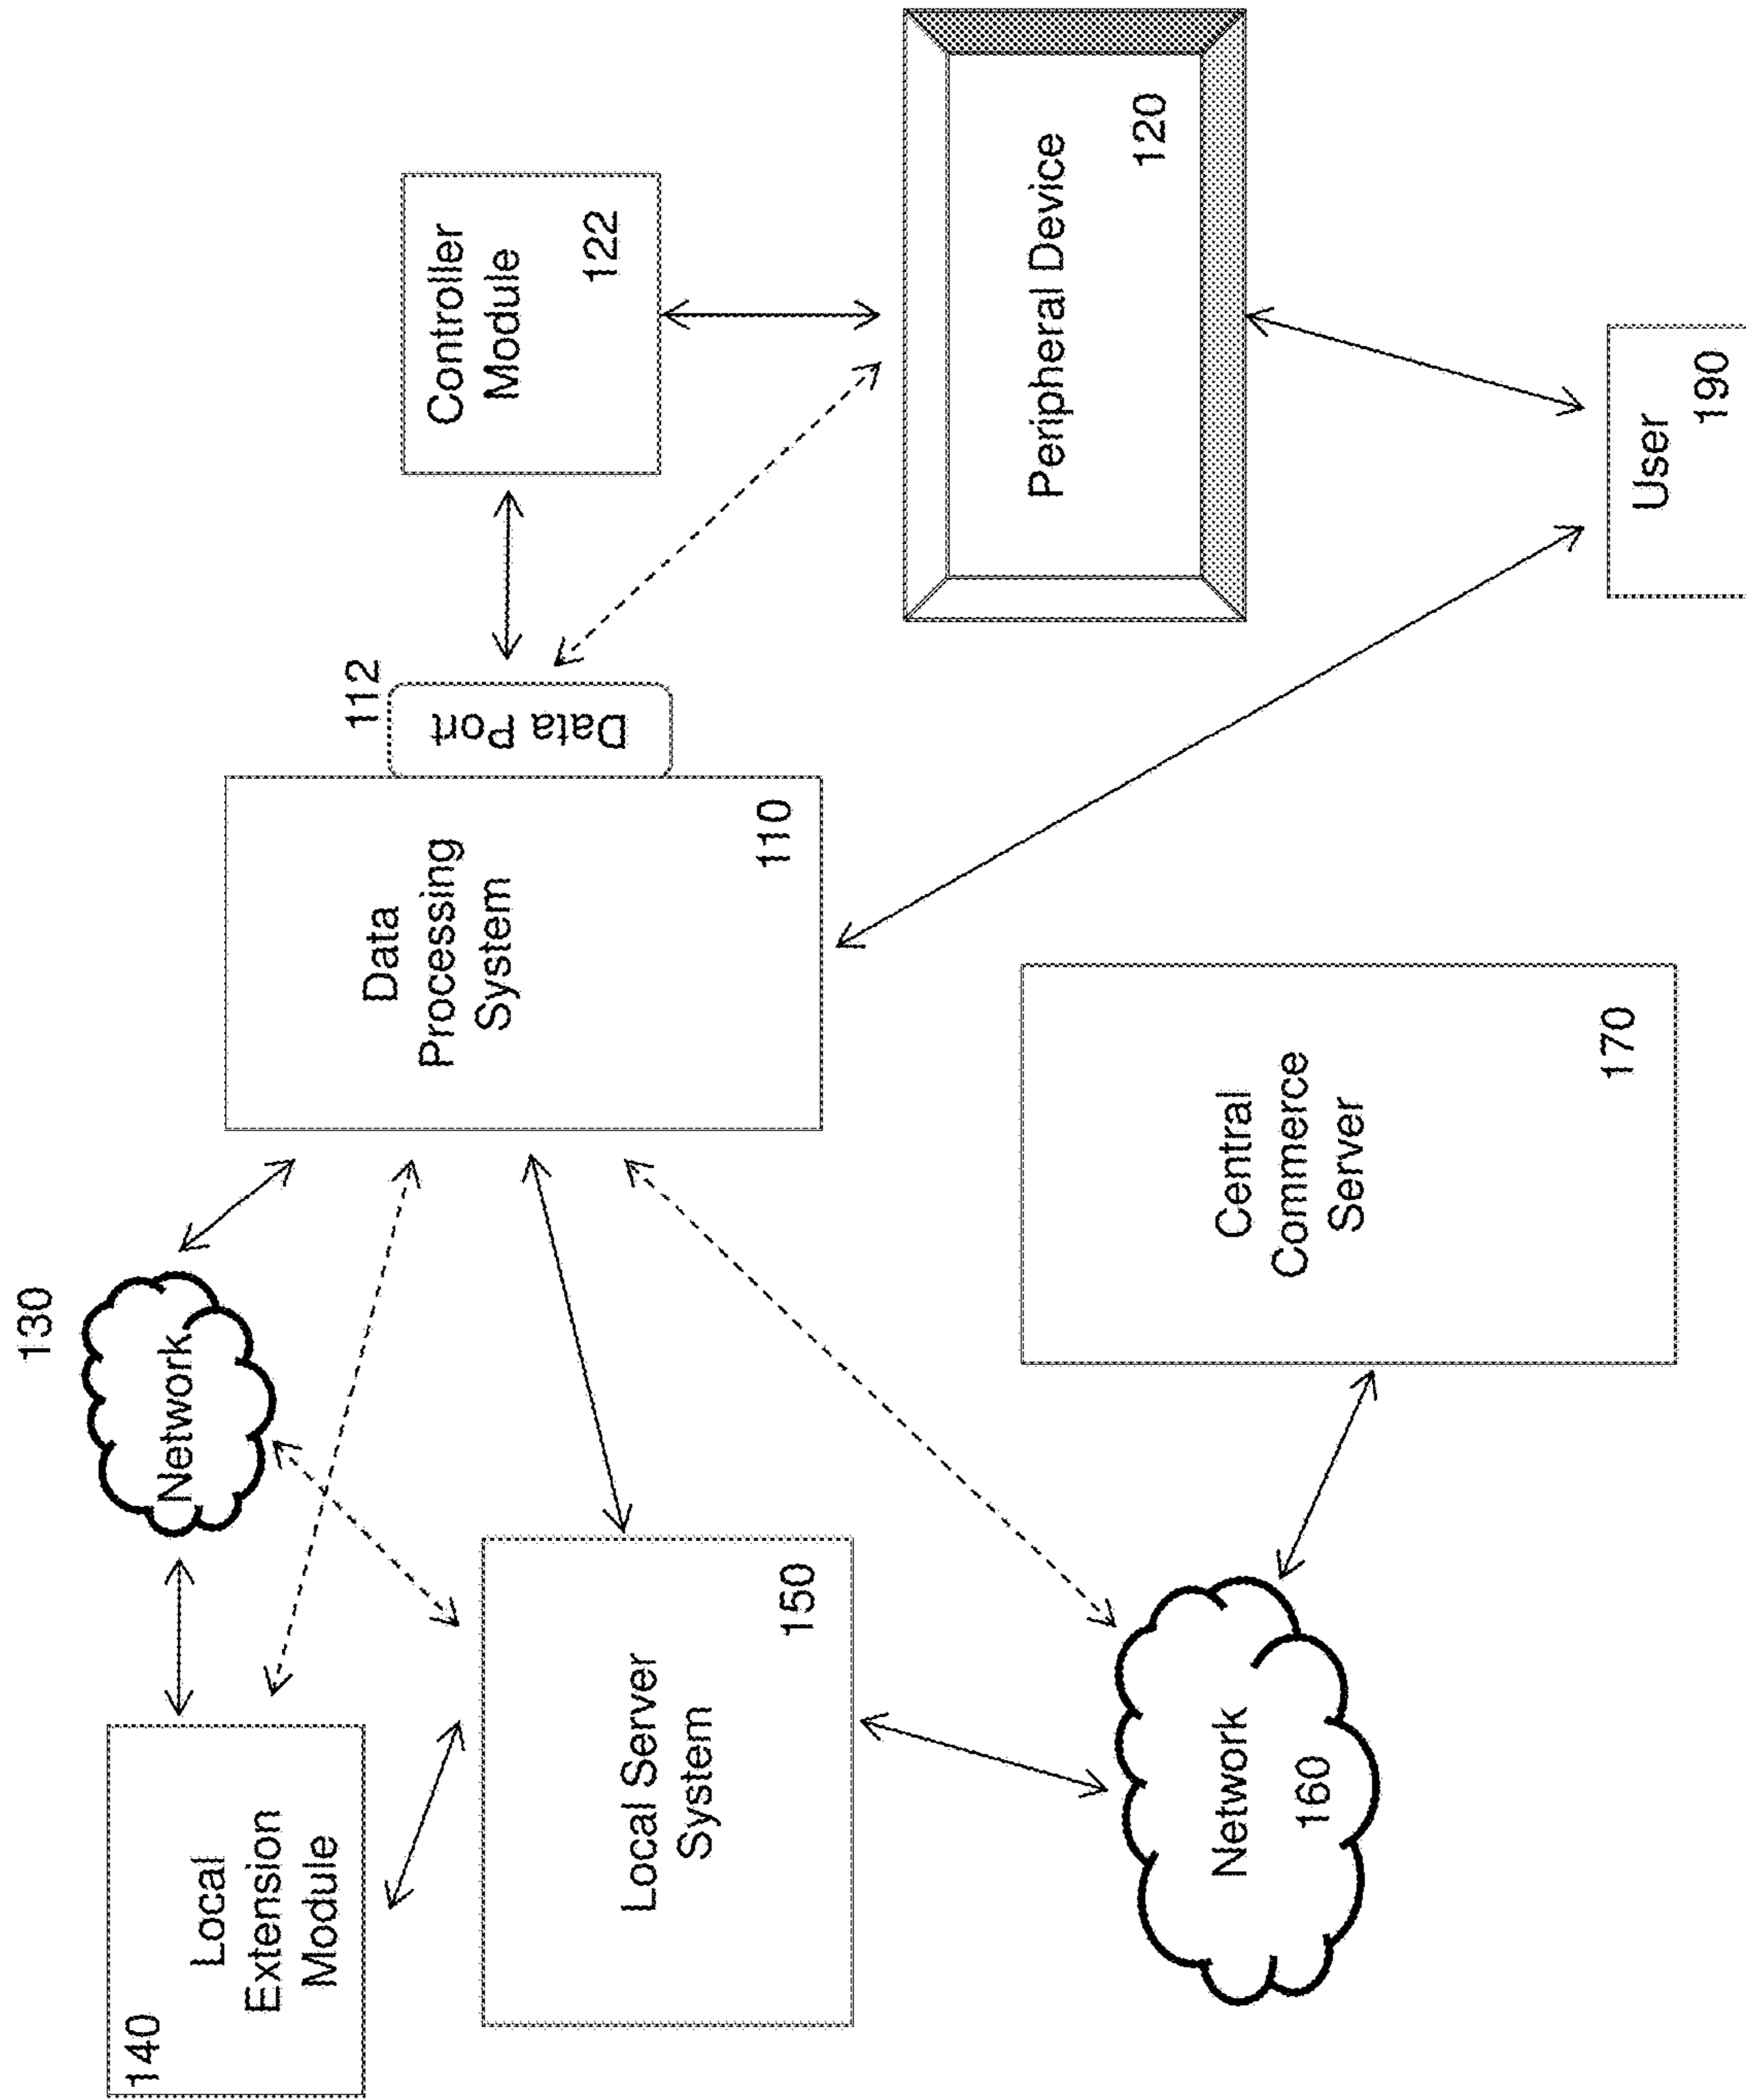 140
Local
Extension
Module
130
Network
Local Server
System
150
Network
160
Data
Processing
System
110
112
Data Port
Central
Commerce
Server
170
Controller
Module
122
Peripheral Device
120
User
190